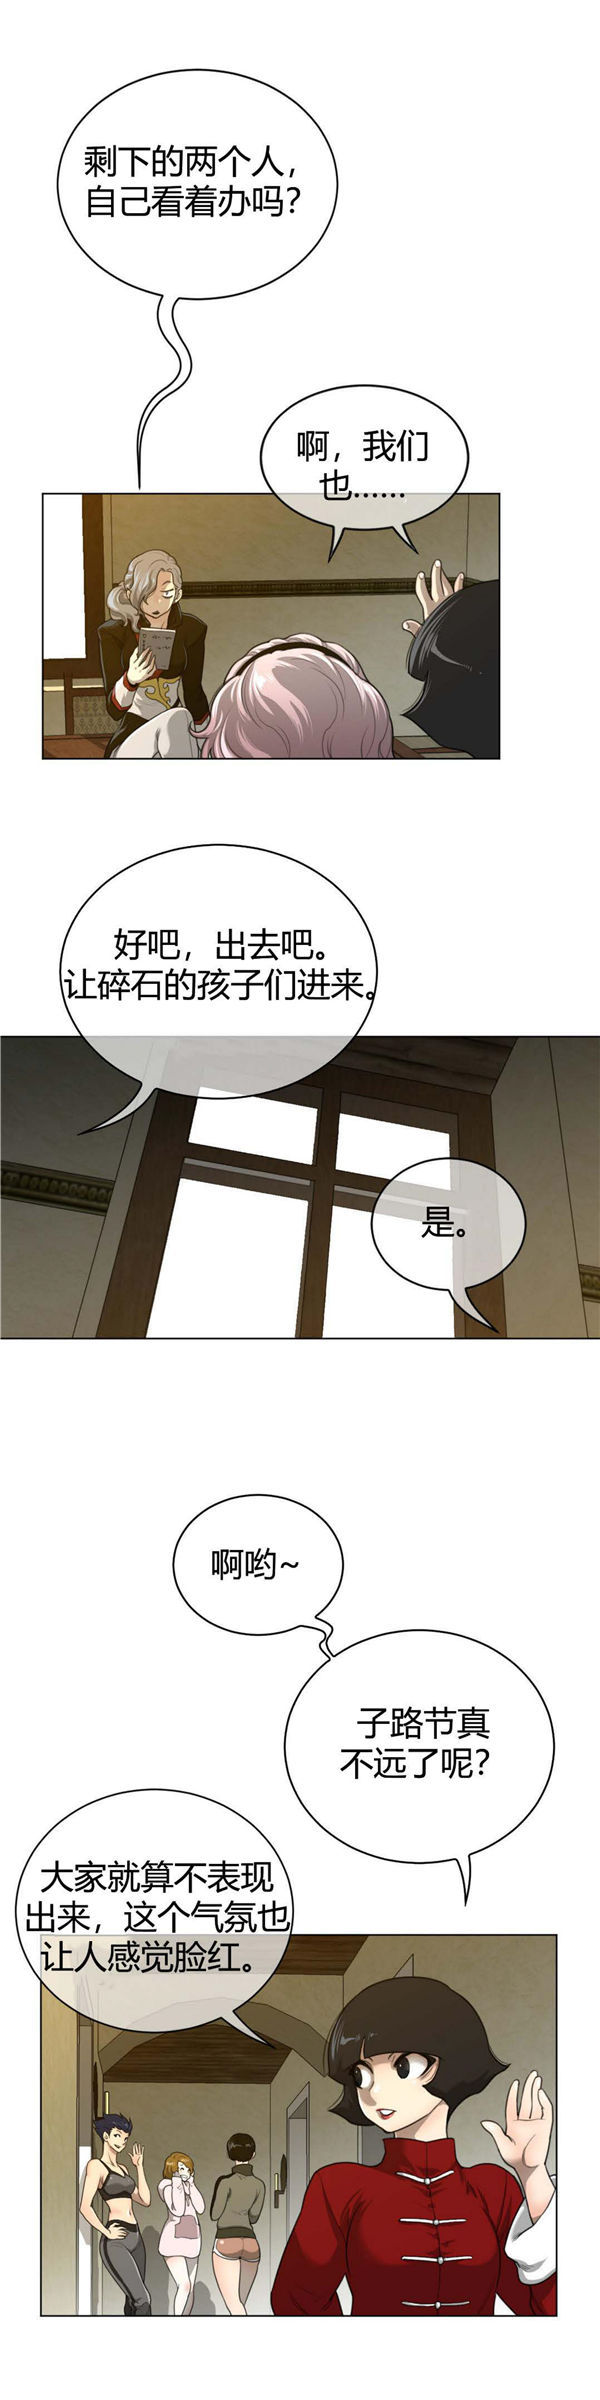 剩下的两个人，
自己看着办吗？
啊，我们
也……
好吧，出去吧。
让碎石的孩子们进来。
是。
啊哟~
子路节真
不远了呢？
大家就算不表现
出来，这个气氛也
让人感觉脸红。